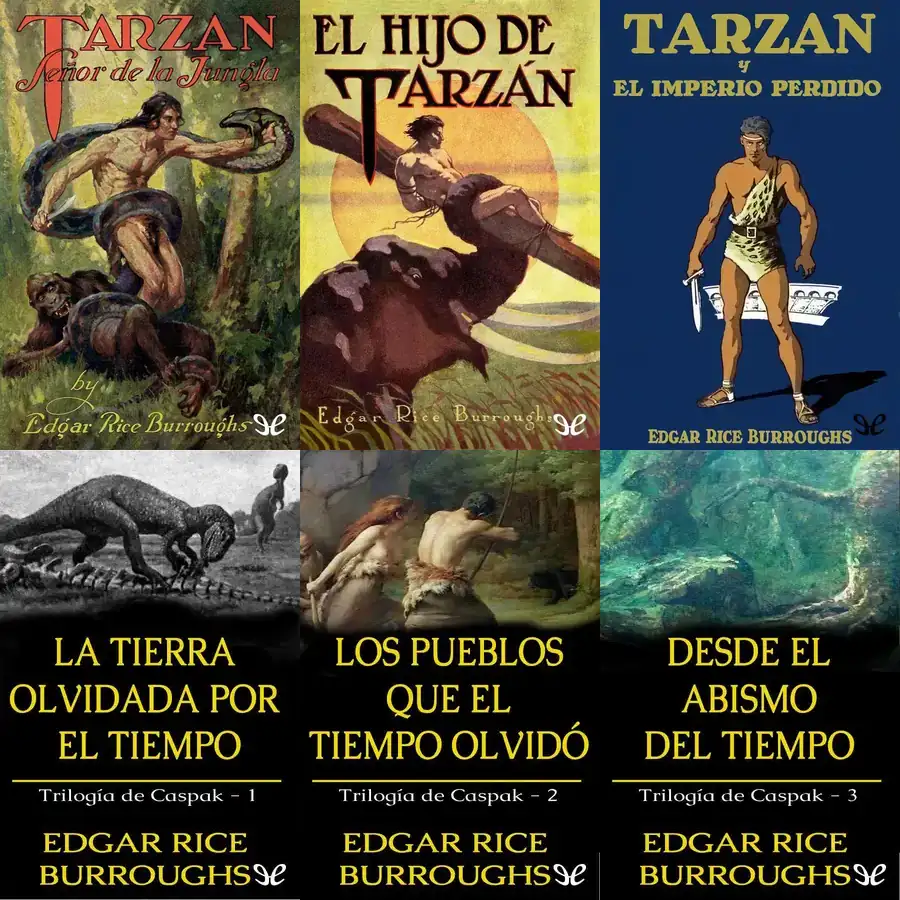 TARZAN
Señor de la Jungla
by
Edgar Rice Burroughs
EL HIJO DE
TARZÁN
Edgar Rice Burroughs
TARZAN
y
EL IMPERIO PERDIDO
EDGAR RICE BURROUGHS
LA TIERRA
OLVIDADA POR
EL TIEMPO
Trilogía de Caspak - 1
EDGAR RICE
BURROUGHS
LOS PUEBLOS
QUE EL
TIEMPO OLVIDÓ
Trilogía de Caspak - 2
EDGAR RICE
BURROUGHS
DESDE EL
ABISMO
DEL TIEMPO
Trilogía de Caspak - 3
EDGAR RICE
BURROUGHS